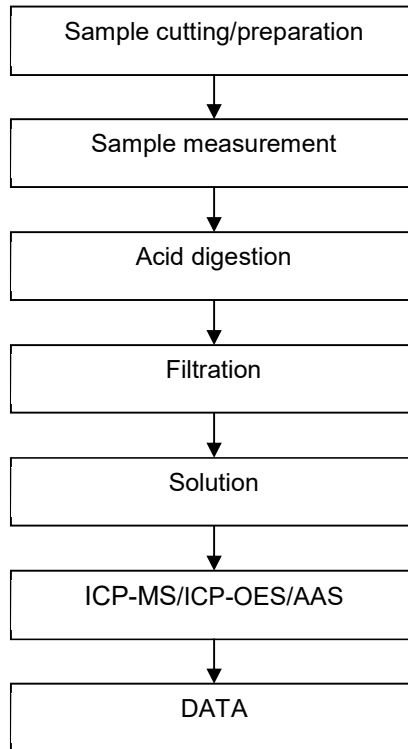 Sample cutting/preparation
Sample measurement
Acid digestion
Filtration
Solution
ICP-MS/ICP-OES/AAS
DATA